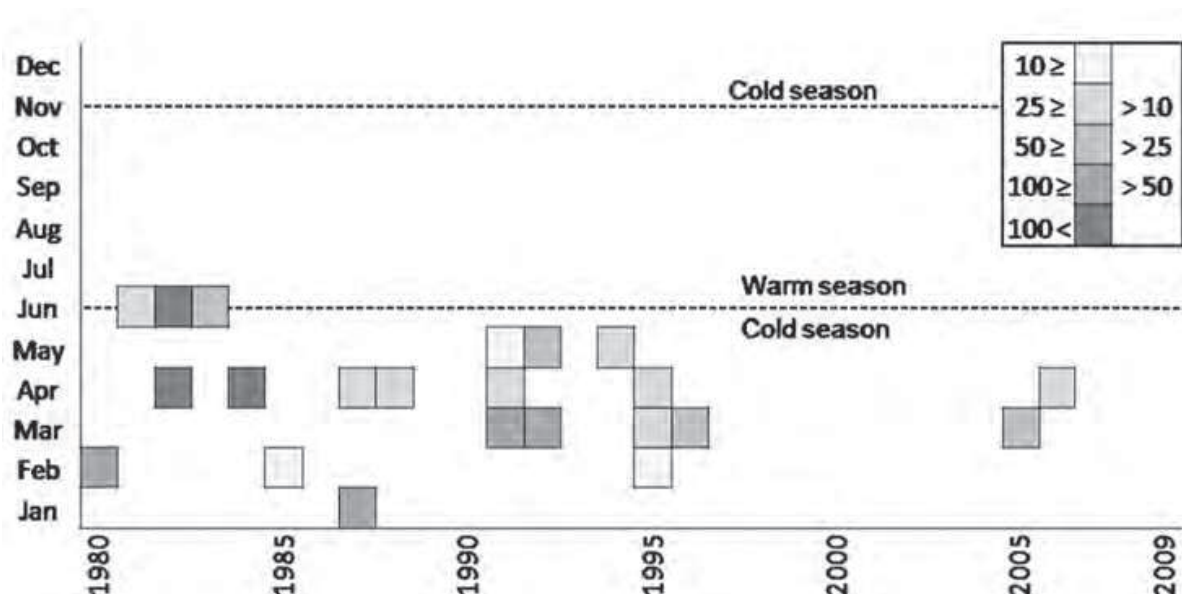 Dec
Nov
Oct
Sep
Aug
Jul
Jun
May
Apr
Mar
Feb
Jan
Cold season
Warm season
Cold season
10 ≥
25 ≥ > 10
50 ≥ > 25
100 ≥ > 50
100 <
1980 1985 1990 1995 2000 2005 2009